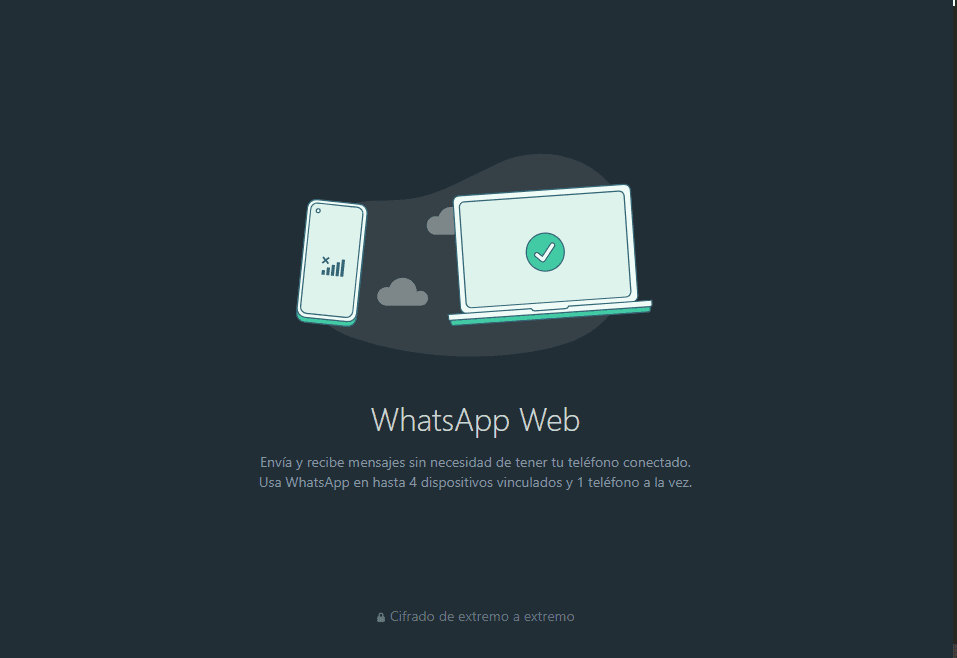 WhatsApp Web
Envía y recibe mensajes sin necesidad de tener tu teléfono conectado.
Usa WhatsApp en hasta 4 dispositivos vinculados y 1 teléfono a la vez.
Cifrado de extremo a extremo